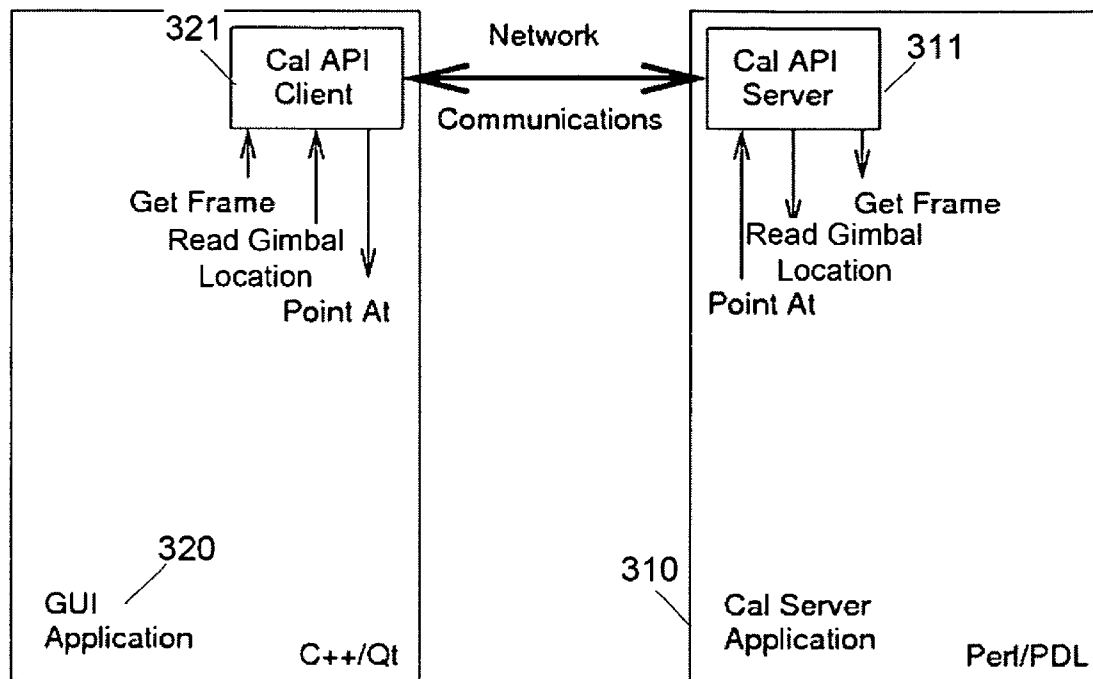 321
Cal API
Client
Network
Communications
Cal API
Server
311
Get Frame
Read Gimbal
Location
Point At
Get Frame
Read Gimbal
Location
Point At
320
GUI
Application
C++/Qt
310
Cal Server
Application
Perl/PDL